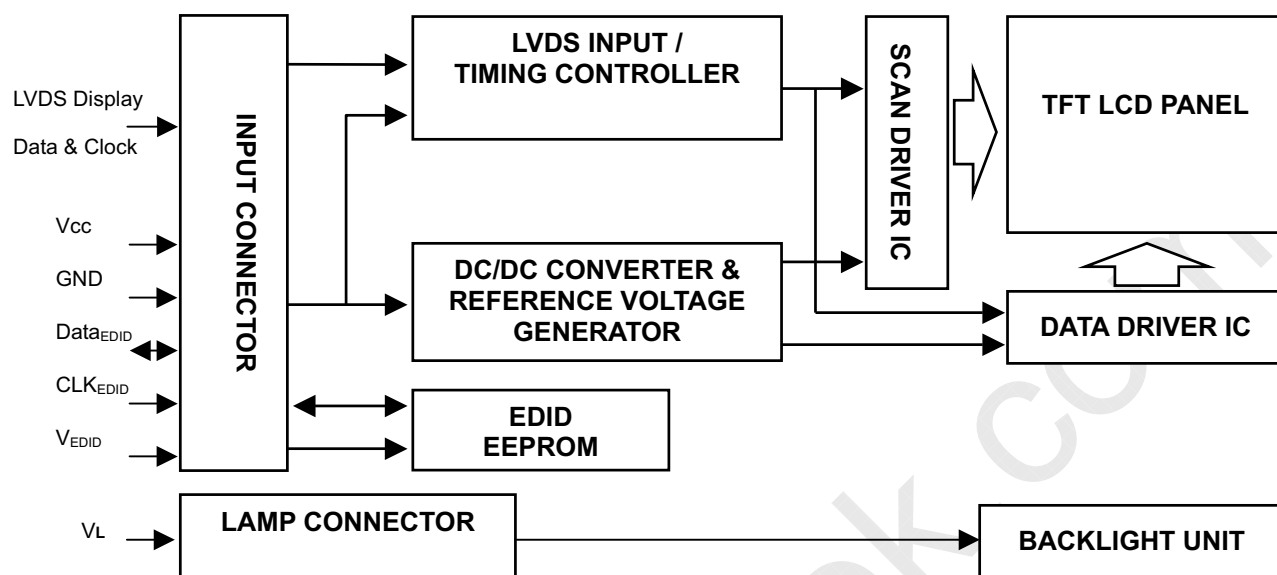 LVDS Display
Data & Clock
Vcc
GND
DataEDID
CLKEDID
VEDID
VL
INPUT CONNECTOR
LVDS INPUT /
TIMING CONTROLLER
DC/DC CONVERTER &
REFERENCE VOLTAGE
GENERATOR
EDID
EEPROM
SCAN DRIVER IC
TFT LCD PANEL
DATA DRIVER IC
LAMP CONNECTOR
BACKLIGHT UNIT